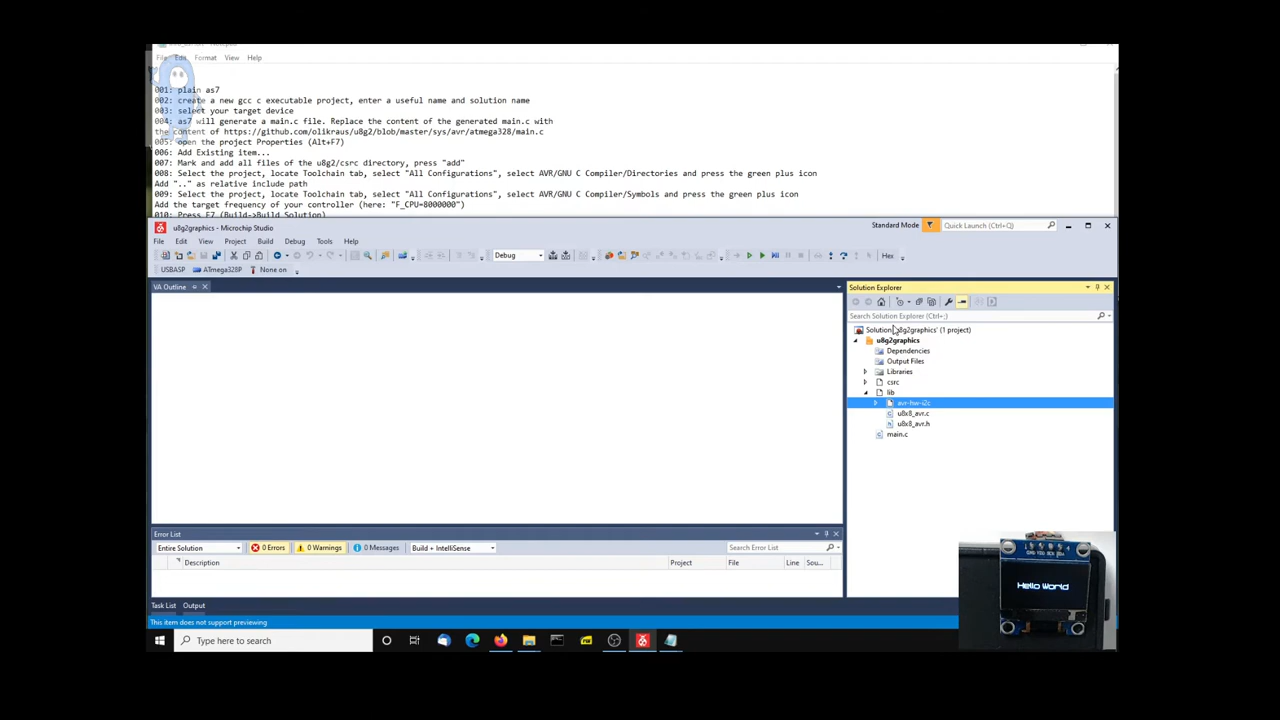 File Edit Format View Help
001: plain as7
002: create a new gcc c executable project, enter a useful name and solution name
003: select your target device
004: as7 will generate a main.c file. Replace the content of the generated main.c with
the content of https://github.com/olikraus/u8g2/blob/master/sys/avr/atmega328/main.c
005: open the project Properties (Alt+F7)
006: Add Existing item...
007: Mark and add all files of the u8g2/csrc directory, press "add"
008: Select the project, locate Toolchain tab, select "All Configurations", select AVR/GNU C Compiler/Directories and press the green plus icon
Add ".." as relative include path
009: Select the project, locate Toolchain tab, select "All Configurations", select AVR/GNU C Compiler/Symbols and press the green plus icon
Add the target frequency of your controller (here: "F_CPU=8000000")
010: Press F7 (Build->Build Solution)
u8g2graphics - Microchip Studio
Standard Mode
Quick Launch (Ctrl+Q)
File Edit View Project Build Debug Tools Help
Debug
Hex
USBASP ATmega328P None on
VA Outline
Solution Explorer
Search Solution Explorer (Ctrl+;)
Solution 'u8g2graphics' (1 project)
u8g2graphics
Dependencies
Output Files
Libraries
csrc
lib
avr-hw-i2c
u8x8_avr.c
u8x8_avr.h
main.c
Error List
Entire Solution 0 Errors 0 Warnings 0 Messages Build + IntelliSense Search Error List
Description Project File Line Sou...
Task List Output
This item does not support previewing
Type here to search
Hello World